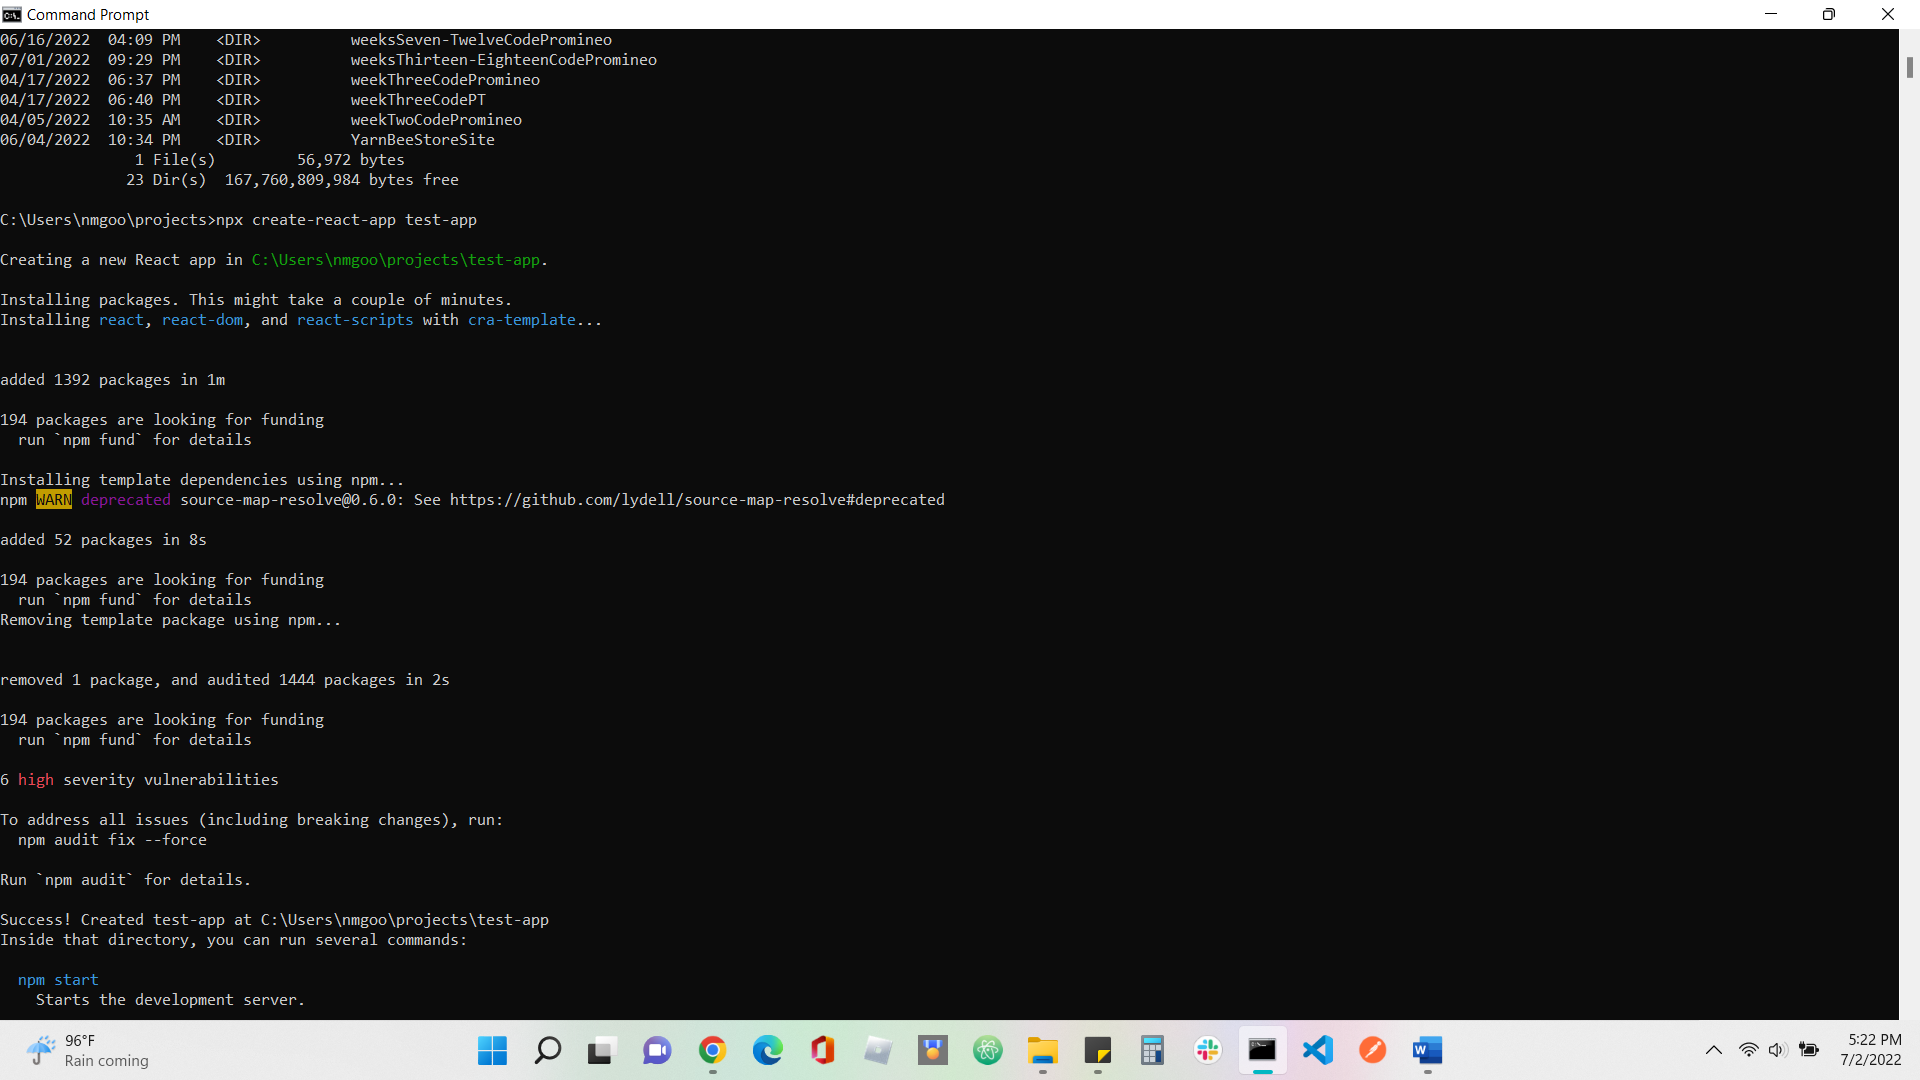 Command Prompt
06/16/2022  04:09 PM    <DIR>          weeksSeven-TwelveCodePromineo
07/01/2022  09:29 PM    <DIR>          weeksThirteen-EighteenCodePromineo
04/17/2022  06:37 PM    <DIR>          weekThreeCodePromineo
04/17/2022  06:40 PM    <DIR>          weekThreeCodePT
04/05/2022  10:35 AM    <DIR>          weekTwoCodePromineo
06/04/2022  10:34 PM    <DIR>          YarnBeeStoreSite
               1 File(s)         56,972 bytes
              23 Dir(s)  167,760,809,984 bytes free
C:\Users\nmgoo\projects>npx create-react-app test-app
Creating a new React app in C:\Users\nmgoo\projects\test-app.
Installing packages. This might take a couple of minutes.
Installing react, react-dom, and react-scripts with cra-template...
added 1392 packages in 1m
194 packages are looking for funding
  run `npm fund` for details
Installing template dependencies using npm...
npm WARN deprecated source-map-resolve@0.6.0: See https://github.com/lydell/source-map-resolve#deprecated
added 52 packages in 8s
194 packages are looking for funding
  run `npm fund` for details
Removing template package using npm...
removed 1 package, and audited 1444 packages in 2s
194 packages are looking for funding
  run `npm fund` for details
6 high severity vulnerabilities
To address all issues (including breaking changes), run:
  npm audit fix --force
Run `npm audit` for details.
Success! Created test-app at C:\Users\nmgoo\projects\test-app
Inside that directory, you can run several commands:
  npm start
    Starts the development server.
96°F
Rain coming
5:22 PM
7/2/2022